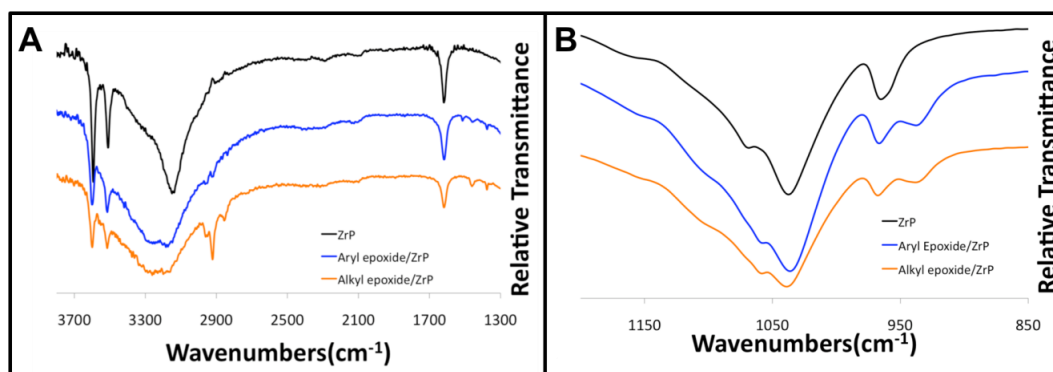 A
Relative Transmittance
ZrP
Aryl epoxide/ZrP
Alkyl epoxide/ZrP
3700 3300 2900 2500 2100 1700 1300
Wavenumbers(cm⁻¹)
B
Relative Transmittance
ZrP
Aryl Epoxide/ZrP
Alkyl epoxide/ZrP
1150 1050 950 850
Wavenumbers(cm⁻¹)